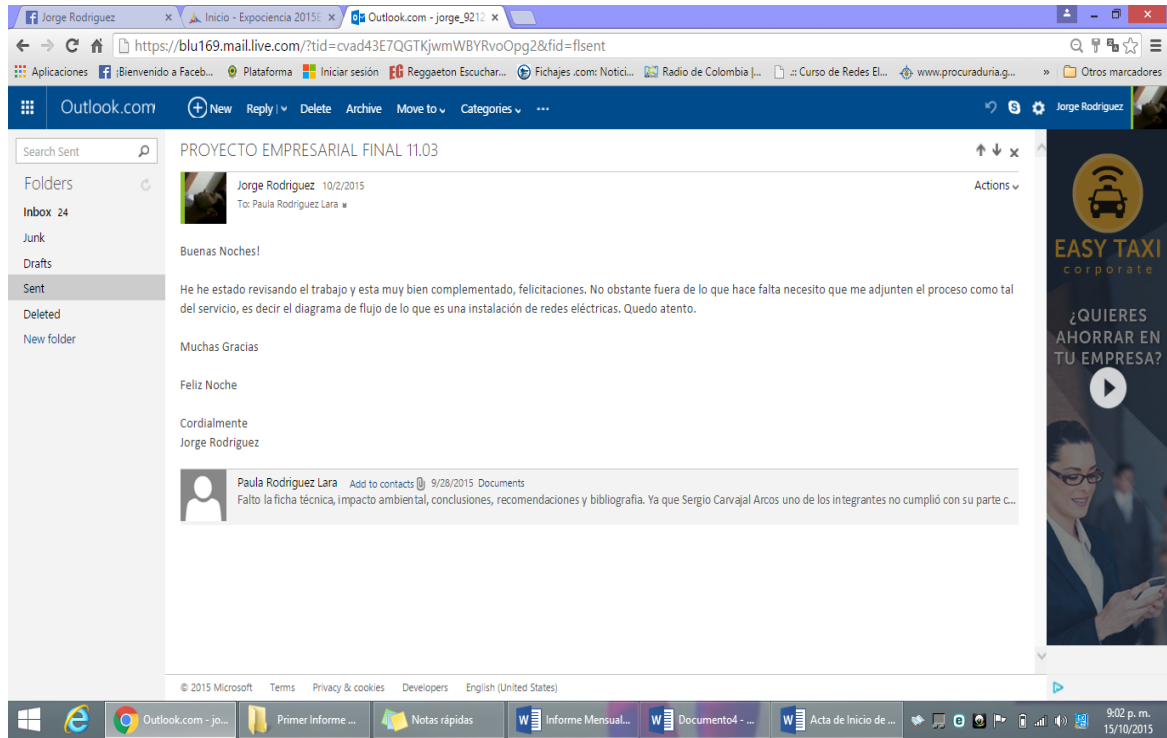 Jorge Rodriguez
Inicio - Expociencia 2015E
Outlook.com - jorge_9212
https://blu169.mail.live.com/?tid=cvad43E7QGTKjwmWBYRvoOpg2&fid=flsent
Aplicaciones
¡Bienvenido a Faceb...
Plataforma
Iniciar sesión
EG Reggaeton Escuchar...
Fichajes .com: Notici...
Radio de Colombia |...
.:: Curso de Redes El...
www.procuraduria.g...
»
Otros marcadores
Outlook.com
New
Reply
Delete
Archive
Move to
Categories
...
Jorge Rodriguez
Search Sent
PROYECTO EMPRESARIAL FINAL 11.03
Folders
Inbox 24
Junk
Drafts
Sent
Deleted
New folder
Jorge Rodriguez 10/2/2015
Actions
To: Paula Rodriguez Lara
Buenas Noches!
He he estado revisando el trabajo y esta muy bien complementado, felicitaciones. No obstante fuera de lo que hace falta necesito que me adjunten el proceso como tal
del servicio, es decir el diagrama de flujo de lo que es una instalación de redes eléctricas. Quedo atento.
Muchas Gracias
Feliz Noche
Cordialmente
Jorge Rodriguez
Paula Rodriguez Lara Add to contacts 9/28/2015 Documents
Falto la ficha técnica, impacto ambiental, conclusiones, recomendaciones y bibliografia. Ya que Sergio Carvajal Arcos uno de los integrantes no cumplió con su parte c...
EASY TAXI
corporate
¿QUIERES
AHORRAR EN
TU EMPRESA?
© 2015 Microsoft Terms Privacy & cookies Developers English (United States)
Outlook.com - jo...
Primer Informe ...
Notas rápidas
Informe Mensual...
Documento4 - ...
Acta de Inicio de ...
9:02 p. m.
15/10/2015